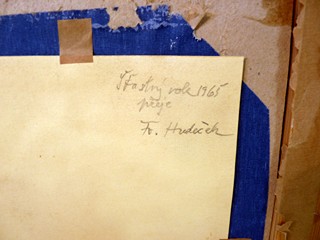 Šťastný rok 1965
přeje
Fr. Hudeček